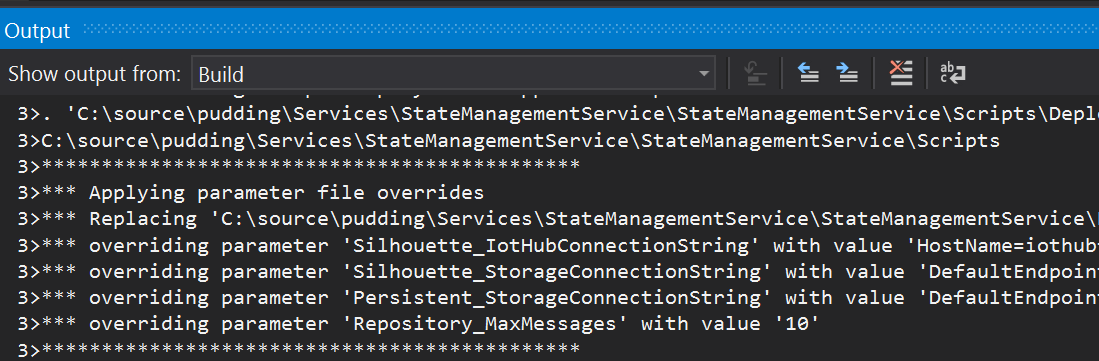 Output
Show output from: Build
3>. 'C:\source\pudding\Services\StateManagementService\StateManagementService\Scripts\Depl
3>C:\source\pudding\Services\StateManagementService\StateManagementService\Scripts
3>*********************************************
3>*** Applying parameter file overrides
3>*** Replacing 'C:\source\pudding\Services\StateManagementService\StateManagementService\
3>*** overriding parameter 'Silhouette_IotHubConnectionString' with value 'HostName=iothub
3>*** overriding parameter 'Silhouette_StorageConnectionString' with value 'DefaultEndpoin
3>*** overriding parameter 'Persistent_StorageConnectionString' with value 'DefaultEndpoin
3>*** overriding parameter 'Repository_MaxMessages' with value '10'
3>*********************************************